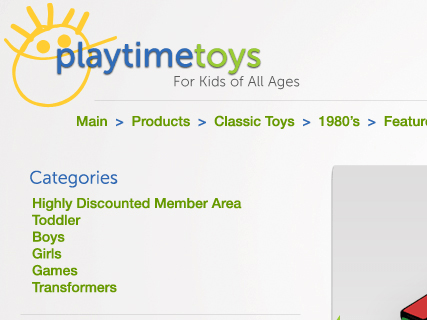 playtimetoys
For Kids of All Ages
Main > Products > Classic Toys > 1980's >
Categories
Highly Discounted Member Area
Toddler
Boys
Girls
Games
Transformers